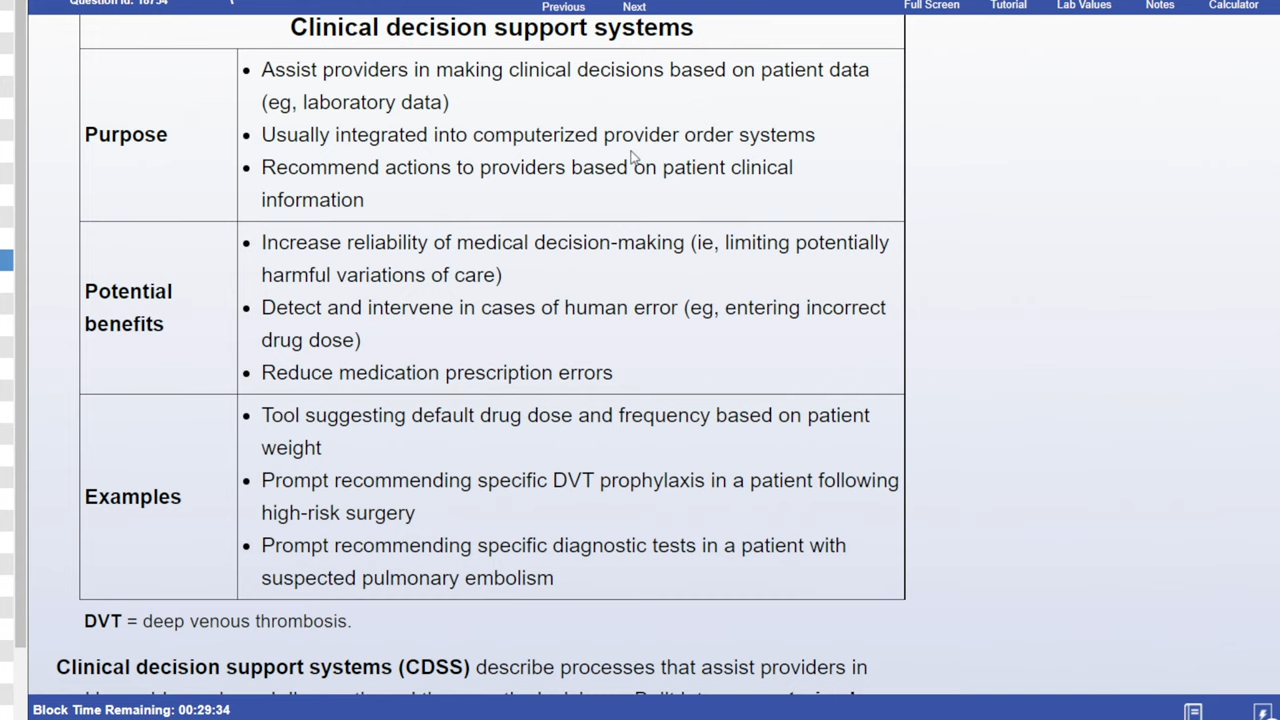 Question Id: 18754
Previous
Next
Full Screen
Tutorial
Lab Values
Notes
Calculator
Clinical decision support systems
Purpose
• Assist providers in making clinical decisions based on patient data
(eg, laboratory data)
• Usually integrated into computerized provider order systems
• Recommend actions to providers based on patient clinical
information
Potential
benefits
• Increase reliability of medical decision-making (ie, limiting potentially
harmful variations of care)
• Detect and intervene in cases of human error (eg, entering incorrect
drug dose)
• Reduce medication prescription errors
Examples
• Tool suggesting default drug dose and frequency based on patient
weight
• Prompt recommending specific DVT prophylaxis in a patient following
high-risk surgery
• Prompt recommending specific diagnostic tests in a patient with
suspected pulmonary embolism
DVT = deep venous thrombosis.
Clinical decision support systems (CDSS) describe processes that assist providers in
Block Time Remaining: 00:29:34